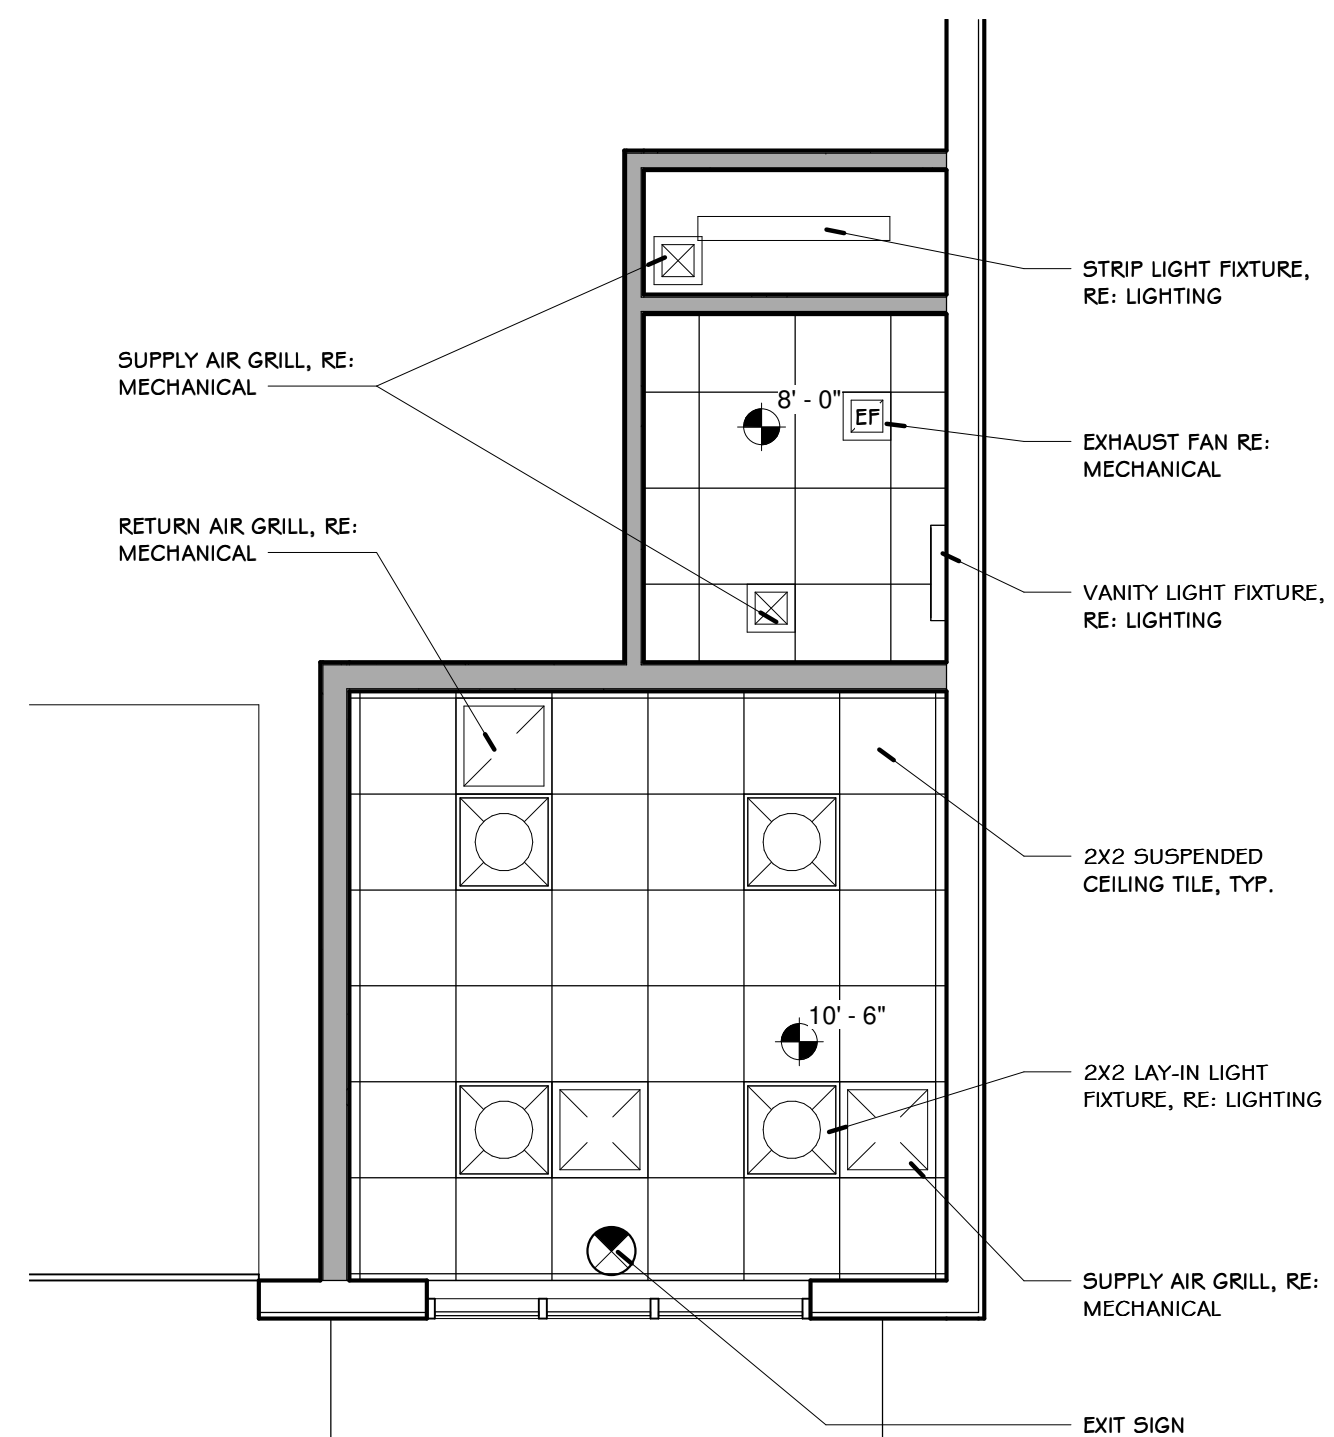 STRIP LIGHT FIXTURE,
RE: LIGHTING
SUPPLY AIR GRILL, RE:
MECHANICAL
8' - 0"
EF
EXHAUST FAN RE:
MECHANICAL
RETURN AIR GRILL, RE:
MECHANICAL
VANITY LIGHT FIXTURE,
RE: LIGHTING
2X2 SUSPENDED
CEILING TILE, TYP.
10' - 6"
2X2 LAY-IN LIGHT
FIXTURE, RE: LIGHTING
SUPPLY AIR GRILL, RE:
MECHANICAL
EXIT SIGN